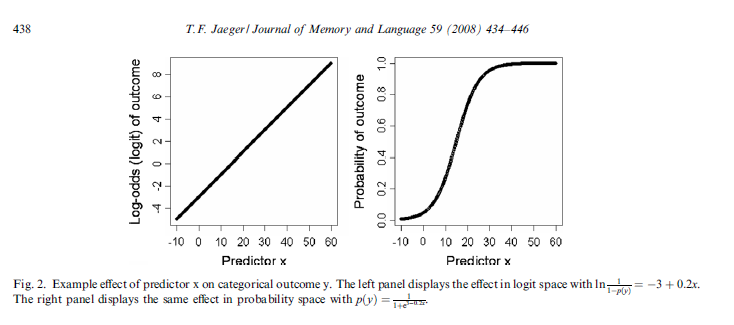 438
T.F. Jaeger / Journal of Memory and Language 59 (2008) 434–446
Log-odds (logit) of outcome
8
6
4
2
0
-2
-4
-10 0 10 20 30 40 50 60
Predictor x
Probability of outcome
1.0
0.8
0.6
0.4
0.2
0.0
-10 0 10 20 30 40 50 60
Predictor x
Fig. 2. Example effect of predictor x on categorical outcome y. The left panel displays the effect in logit space with ln 1/(1−p(y)) = −3 + 0.2x.
The right panel displays the same effect in probability space with p(y) = 1/(1+e^(3−0.2x)).